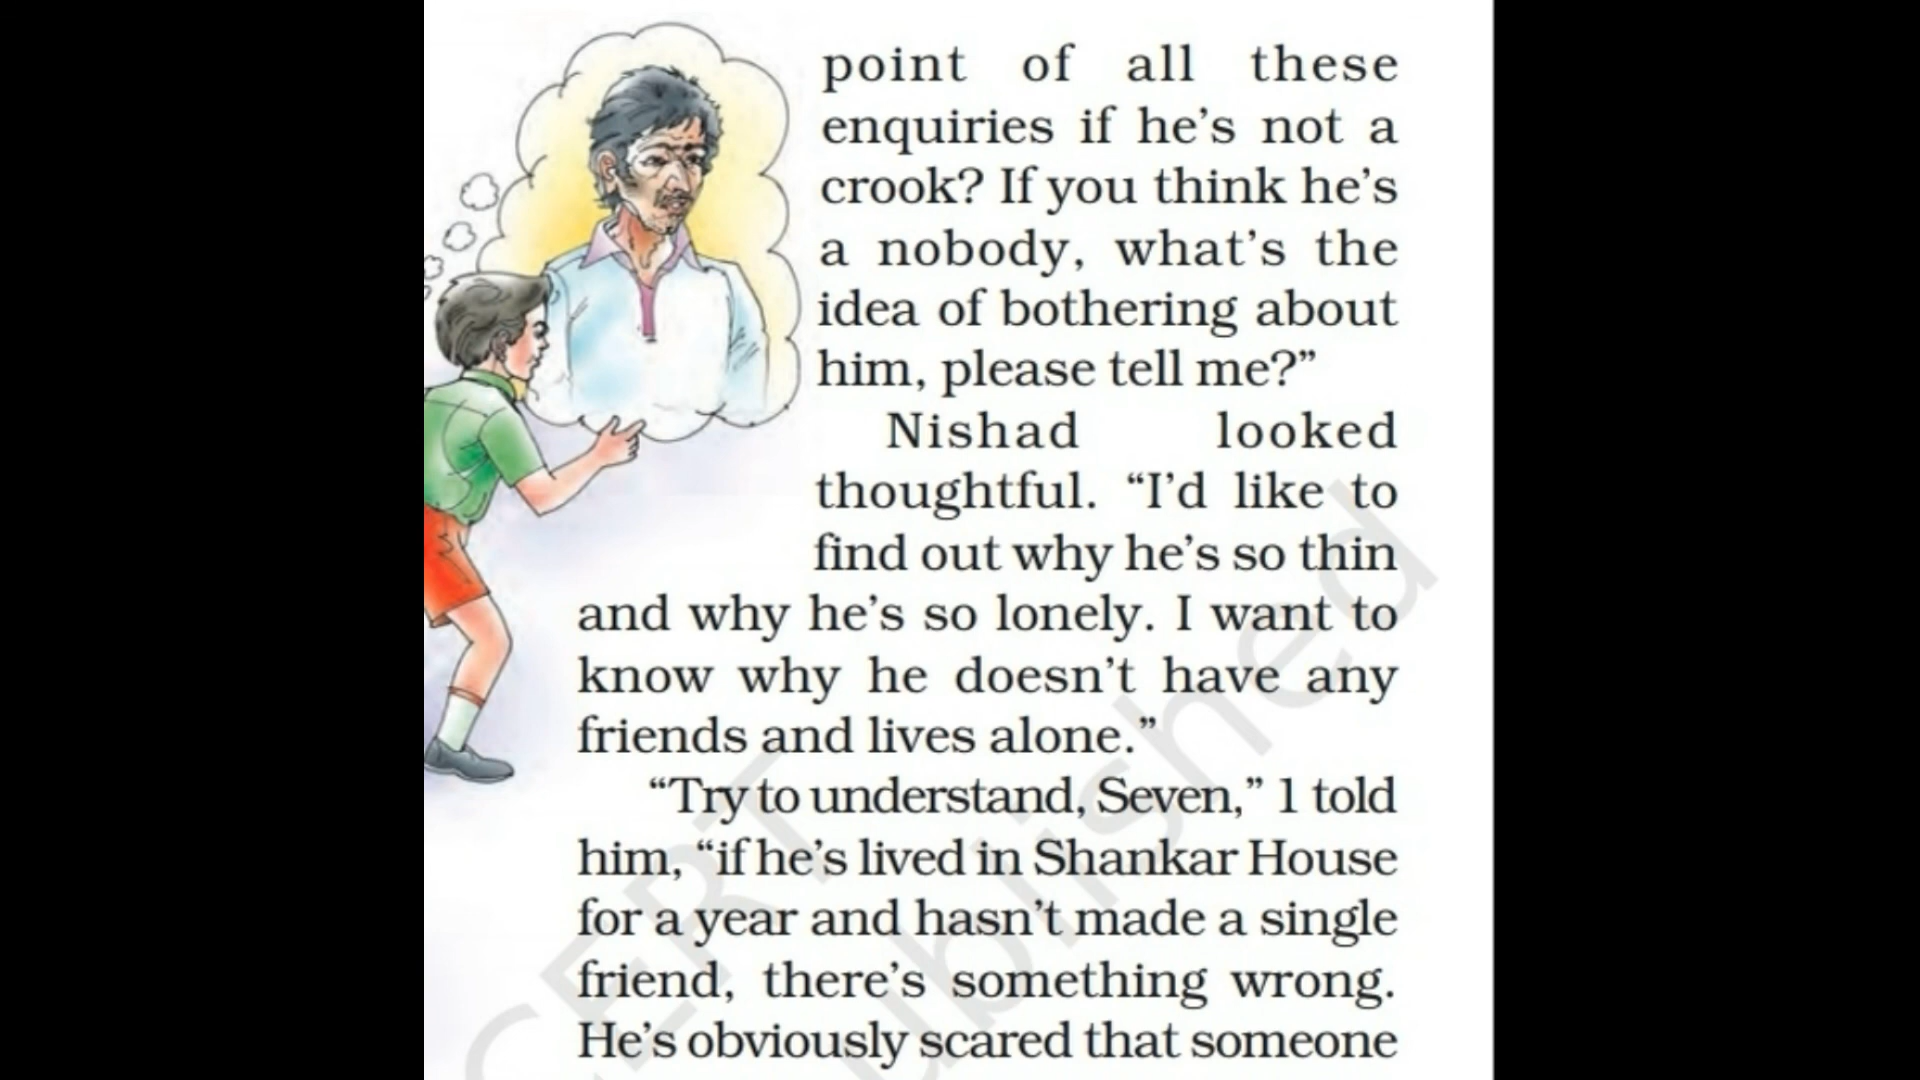 point of all these
enquiries if he's not a
crook? If you think he's
a nobody, what's the
idea of bothering about
him, please tell me?”
Nishad looked
thoughtful. “I'd like to
find out why he's so thin
and why he's so lonely. I want to
know why he doesn't have any
friends and lives alone.”
“Try to understand, Seven,” 1 told
him, “if he's lived in Shankar House
for a year and hasn't made a single
friend, there's something wrong.
He's obviously scared that someone
CERT
ublished